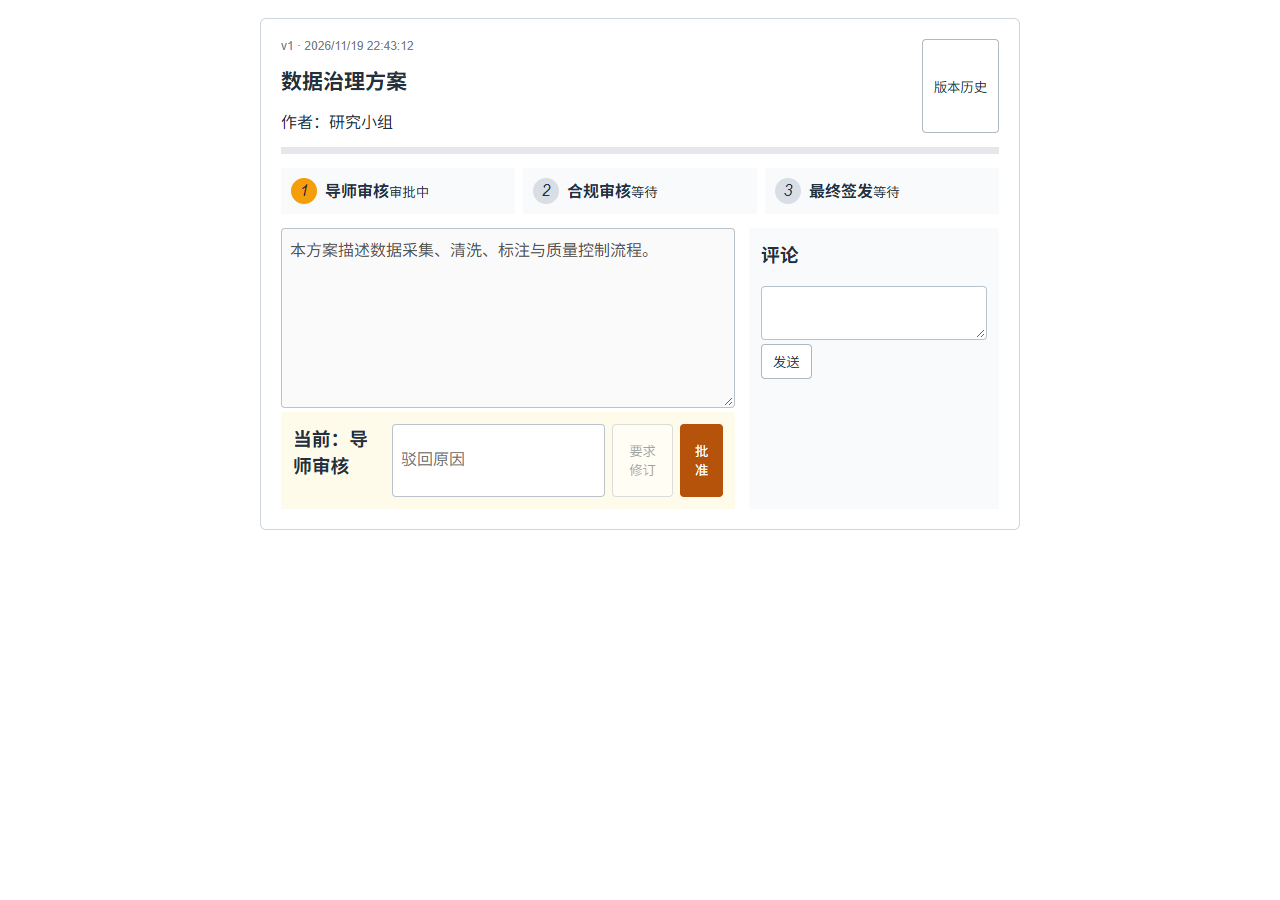 v1 · 2026/11/19 22:43:12
数据治理方案
作者：研究小组
版本历史
1 导师审核审批中
2 合规审核等待
3 最终签发等待
本方案描述数据采集、清洗、标注与质量控制流程。
评论
发送
当前：导
师审核
驳回原因
要求
修订
批
准